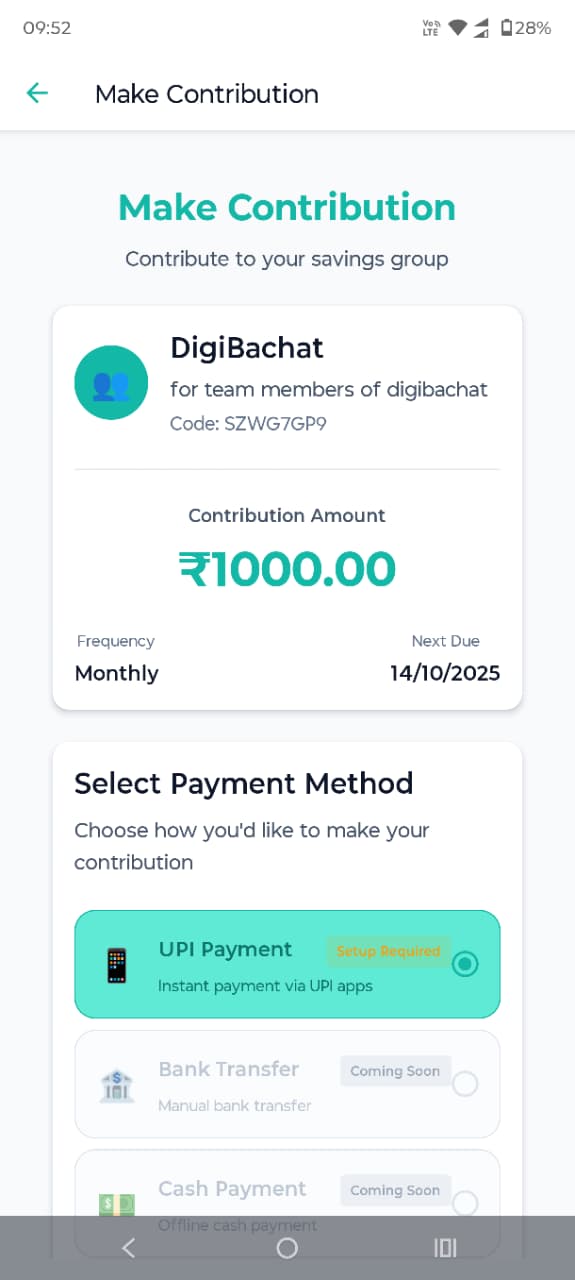 09:52
Vo LTE 28%
Make Contribution
Make Contribution
Contribute to your savings group
DigiBachat
for team members of digibachat
Code: SZWG7GP9
Contribution Amount
₹1000.00
Frequency
Next Due
Monthly
14/10/2025
Select Payment Method
Choose how you'd like to make your
contribution
UPI Payment
Setup Required
Instant payment via UPI apps
Bank Transfer
Coming Soon
Manual bank transfer
Cash Payment
Coming Soon
Offline cash payment